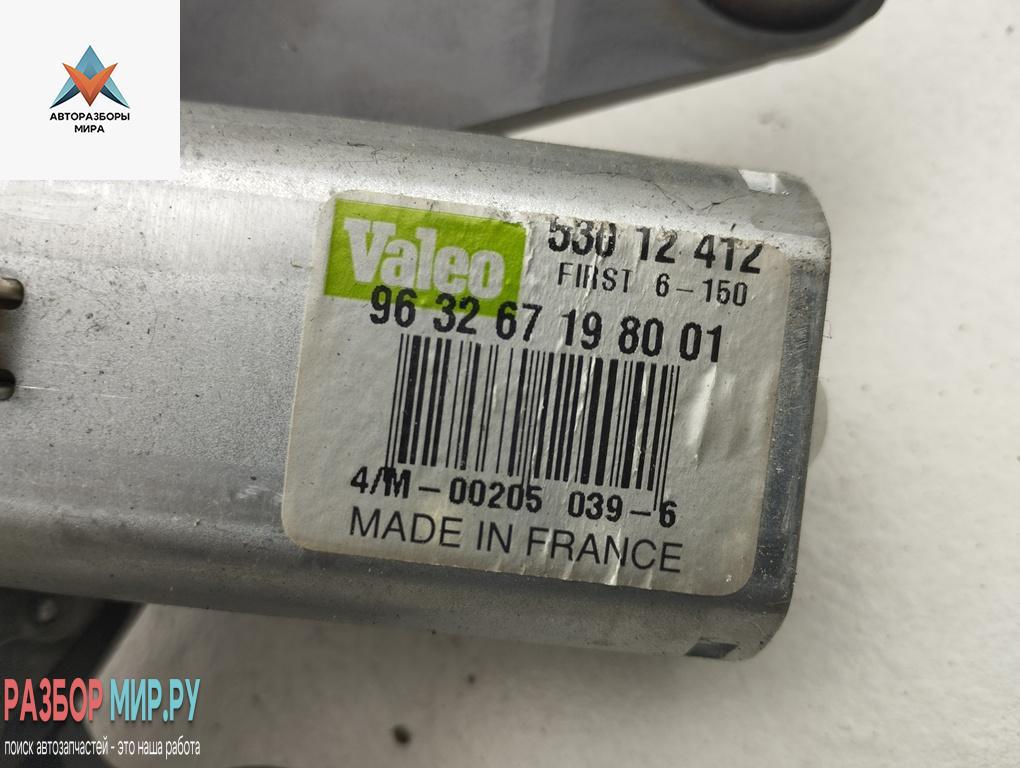 АВТОРАЗБОРЫ
МИРА
Valeo
530 12 412
FIRST 6-150
96 32 67 19 80 01
4/M-00205 039-6
MADE IN FRANCE
РАЗБОР МИР.РУ
поиск автозапчастей - это наша работа